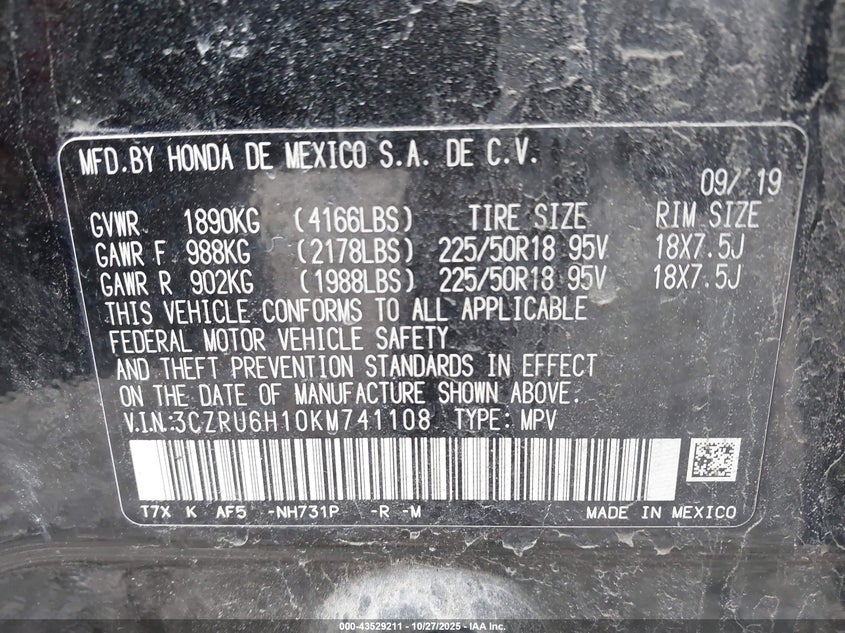 MFD.BY HONDA DE MEXICO S.A. DE C.V.
09/ 19
GVWR 1890KG (4166LBS) TIRE SIZE RIM SIZE
GAWR F 988KG (2178LBS) 225/50R18 95V 18X7.5J
GAWR R 902KG (1988LBS) 225/50R18 95V 18X7.5J
THIS VEHICLE CONFORMS TO ALL APPLICABLE
FEDERAL MOTOR VEHICLE SAFETY
AND THEFT PREVENTION STANDARDS IN EFFECT
ON THE DATE OF MANUFACTURE SHOWN ABOVE.
V.I.N:3CZRU6H10KM741108 TYPE: MPV
T7X K AF5 -NH731P -R -M MADE IN MEXICO
000-43529211 - 10/27/2025 - IAA Inc.